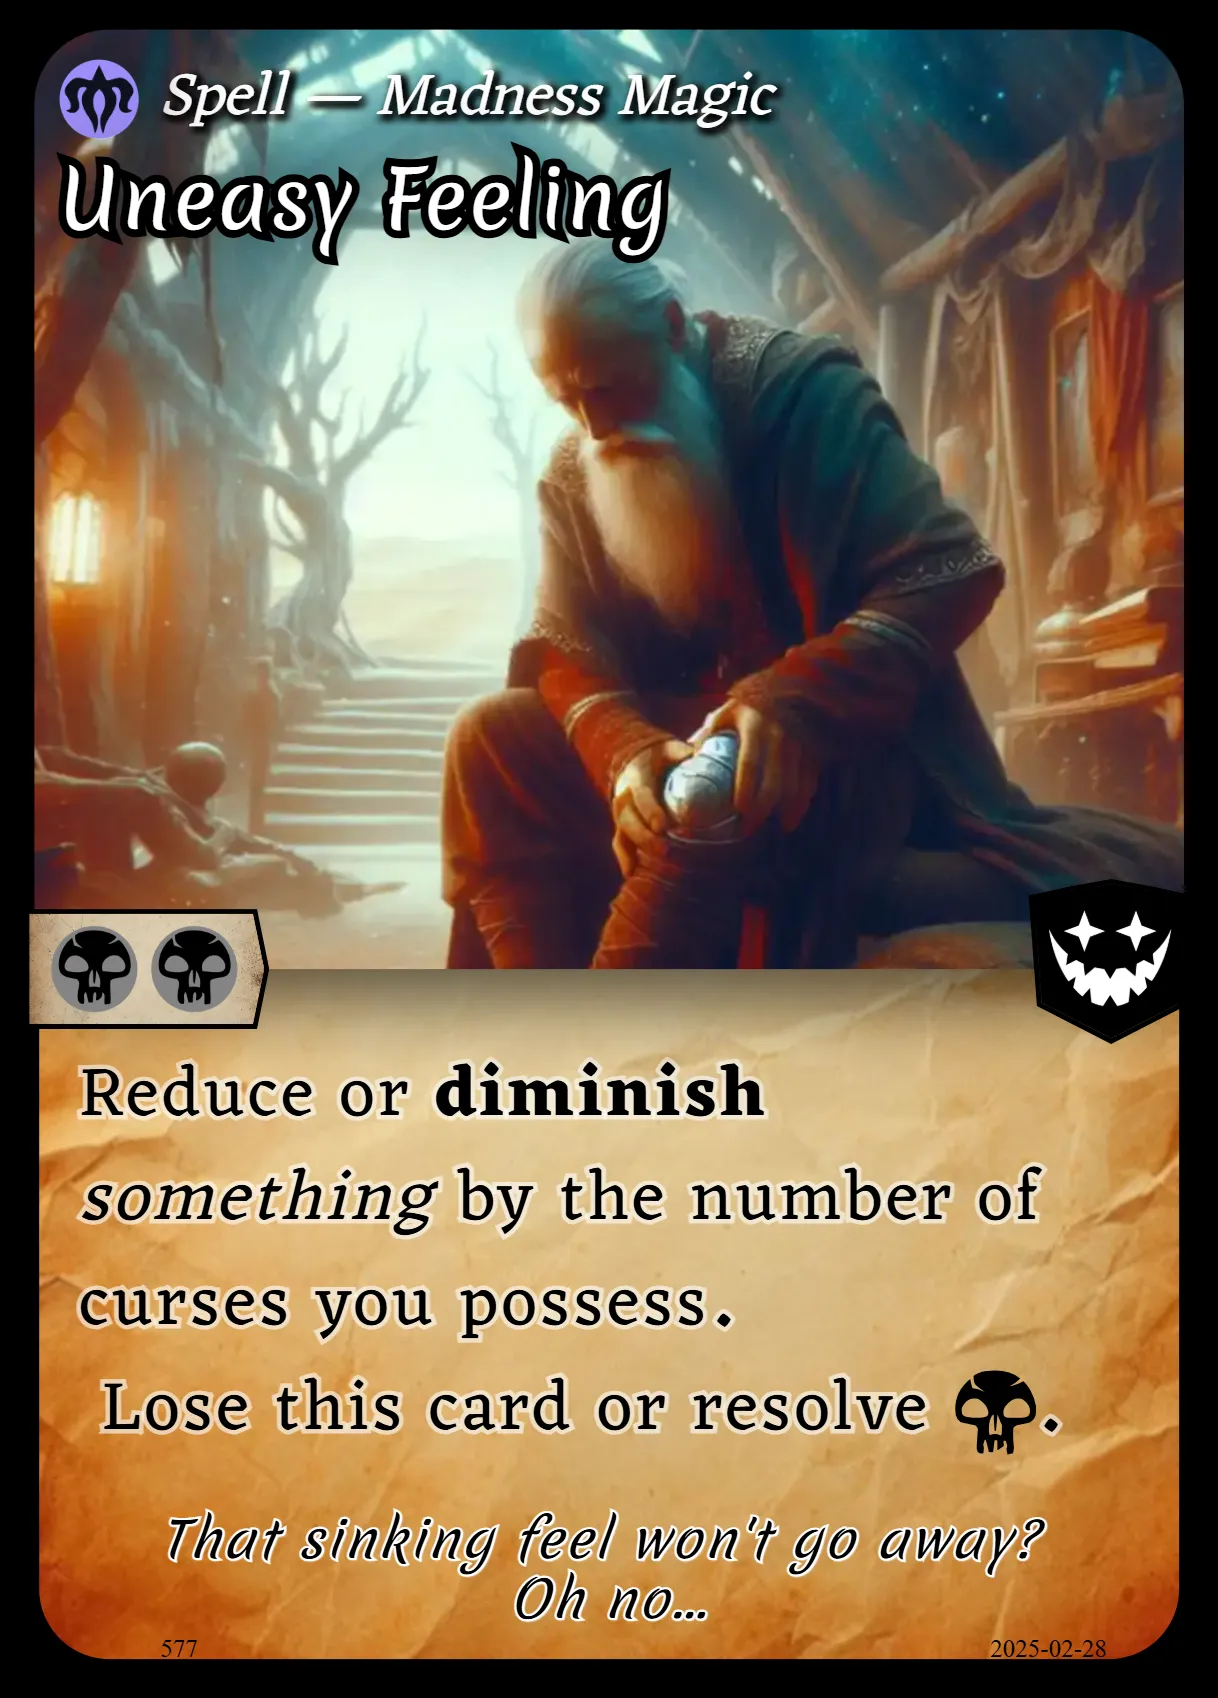 Spell — Madness Magic
Uneasy Feeling
Reduce or diminish
something by the number of
curses you possess.
Lose this card or resolve .
That sinking feel won't go away?
Oh no...
577
2025-02-28